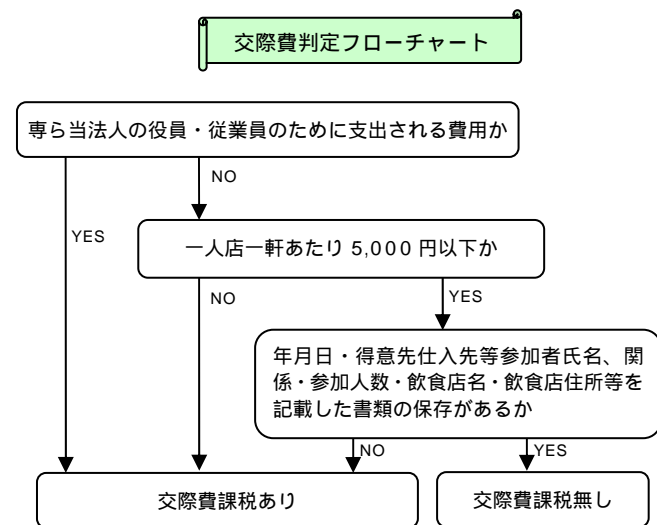 交際費判定フローチャート
専ら当法人の役員・従業員のために支出される費用か
NO
YES
一人店一軒あたり 5,000 円以下か
NO
YES
年月日・得意先仕入先等参加者氏名、関
係・参加人数・飲食店名・飲食店住所等を
記載した書類の保存があるか
NO
YES
交際費課税あり
交際費課税無し